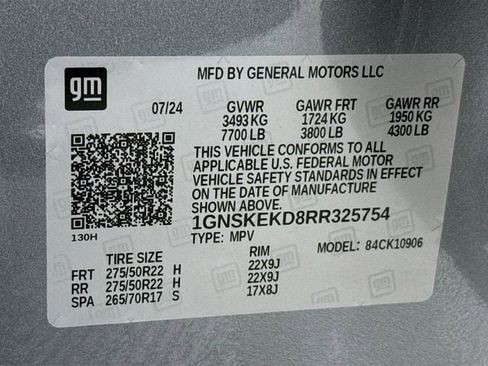 gm
MFD BY GENERAL MOTORS LLC
07/24 GVWR GAWR FRT GAWR RR
3493 KG 1724 KG 1950 KG
7700 LB 3800 LB 4300 LB
THIS VEHICLE CONFORMS TO ALL
APPLICABLE U.S. FEDERAL MOTOR
VEHICLE SAFETY STANDARDS IN EFFECT
ON THE DATE OF MANUFACTURE
SHOWN ABOVE.
1GNSKEKD8RR325754
130H
TYPE: MPV MODEL: 84CK10906
TIRE SIZE RIM
FRT 275/50R22 H 22X9J
RR 275/50R22 H 22X9J
SPA 265/70R17 S 17X8J